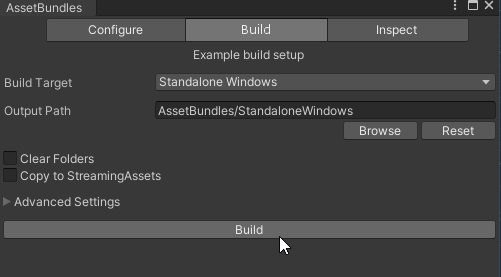 AssetBundles
Configure Build Inspect
Example build setup
Build Target Standalone Windows
Output Path AssetBundles/StandaloneWindows
Browse Reset
Clear Folders
Copy to StreamingAssets
Advanced Settings
Build